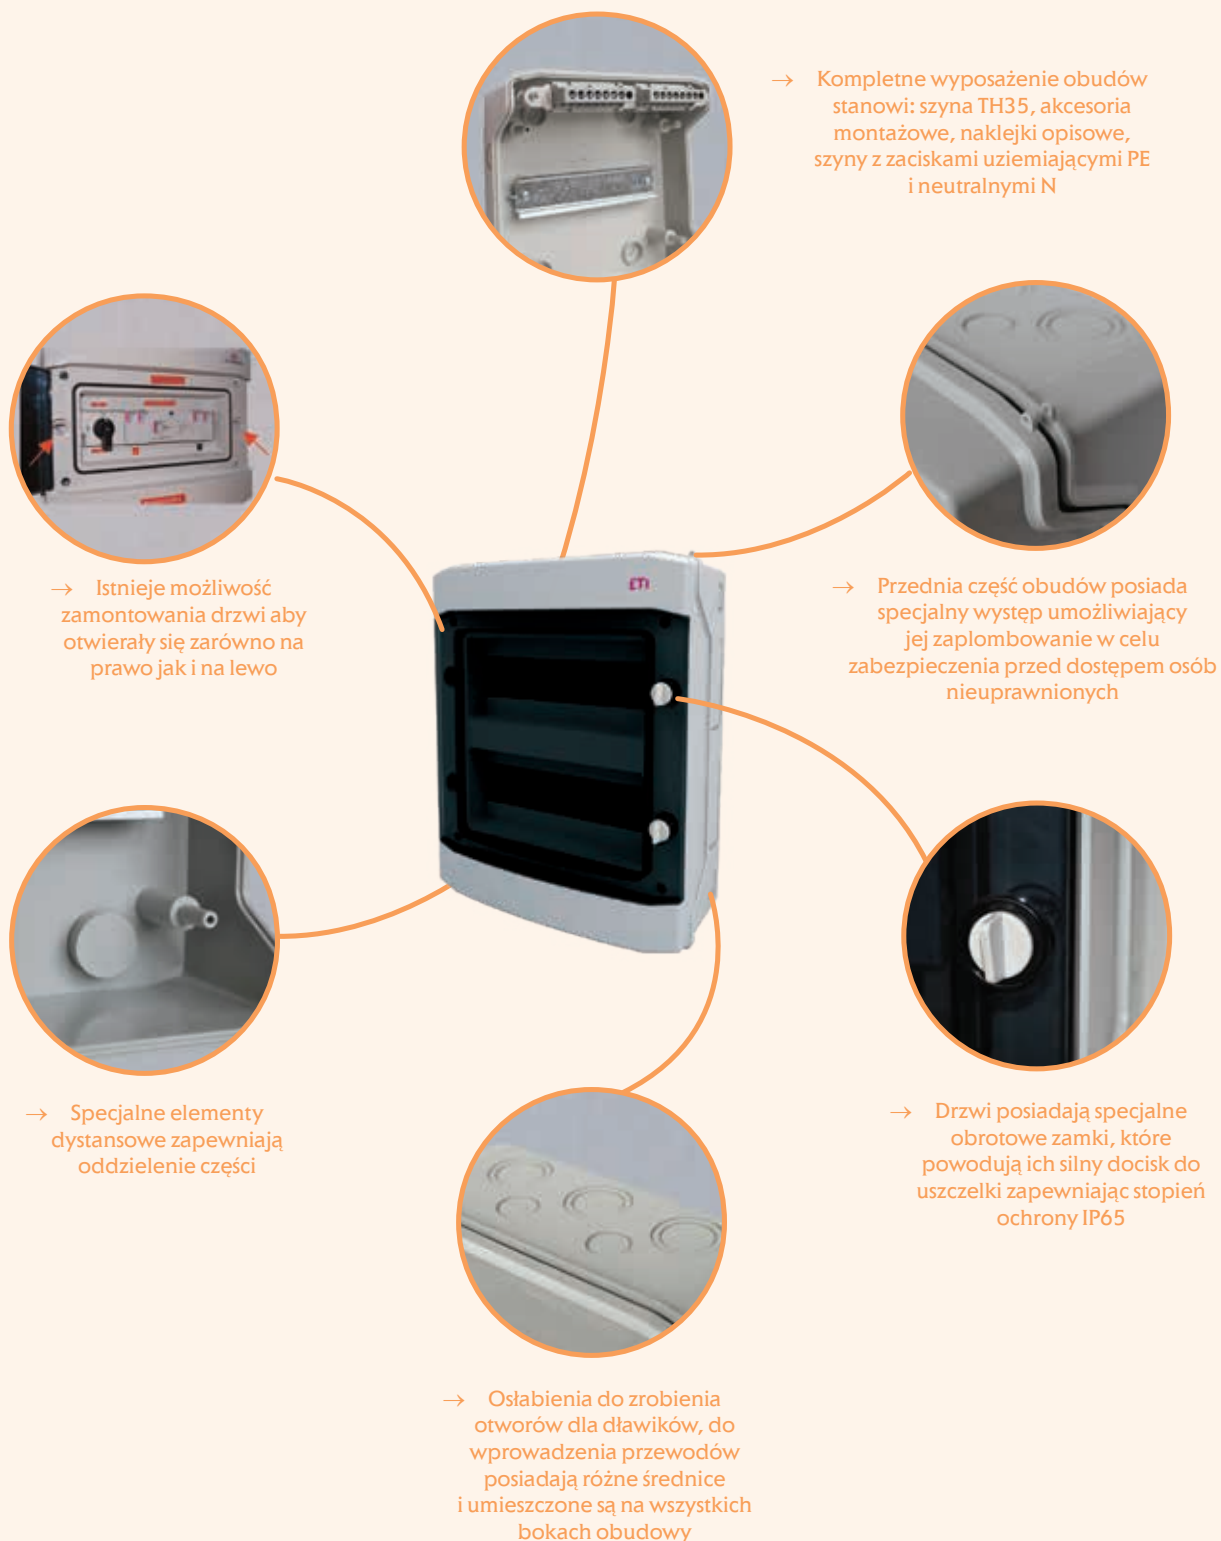 → Kompletne wyposażenie obudów
stanowi: szyna TH35, akcesoria
montażowe, naklejki opisowe,
szyny z zaciskami uziemiającymi PE
i neutralnymi N
→ Istnieje możliwość
zamontowania drzwi aby
otwierały się zarówno na
prawo jak i na lewo
ETI
→ Przednia część obudów posiada
specjalny występ umożliwiający
jej zaplombowanie w celu
zabezpieczenia przed dostępem osób
nieuprawnionych
→ Specjalne elementy
dystansowe zapewniają
oddzielenie części
→ Drzwi posiadają specjalne
obrotowe zamki, które
powodują ich silny docisk do
uszczelki zapewniając stopień
ochrony IP65
→ Osłabienia do zrobienia
otworów dla dławików, do
wprowadzenia przewodów
posiadają różne średnice
i umieszczone są na wszystkich
bokach obudowy